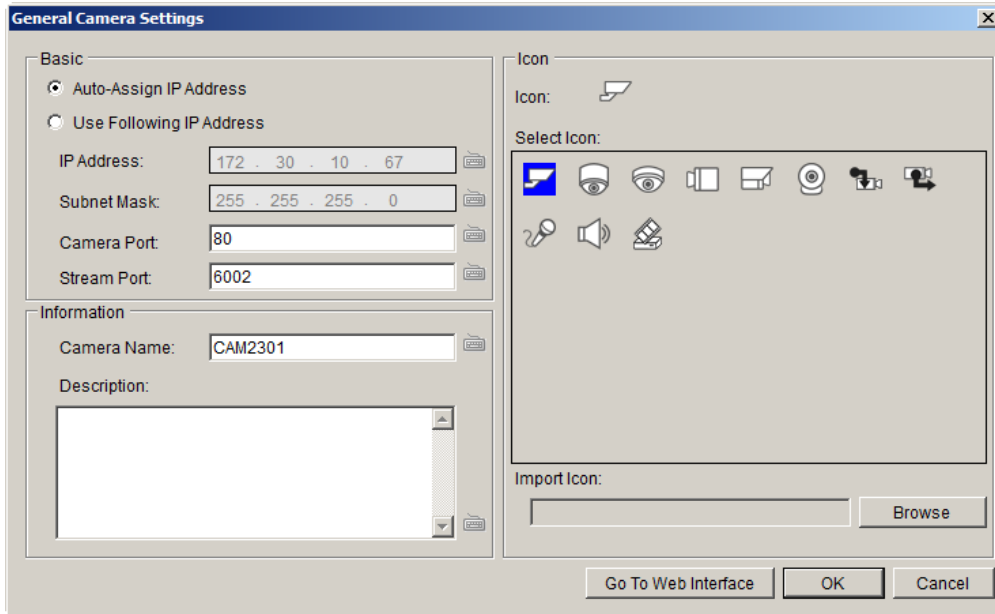 General Camera Settings
Basic
Auto-Assign IP Address
Use Following IP Address
IP Address: 172 . 30 . 10 . 67
Subnet Mask: 255 . 255 . 255 . 0
Camera Port: 80
Stream Port: 6002
Information
Camera Name: CAM2301
Description:
Icon
Icon:
Select Icon:
Import Icon:
Browse
Go To Web Interface OK Cancel